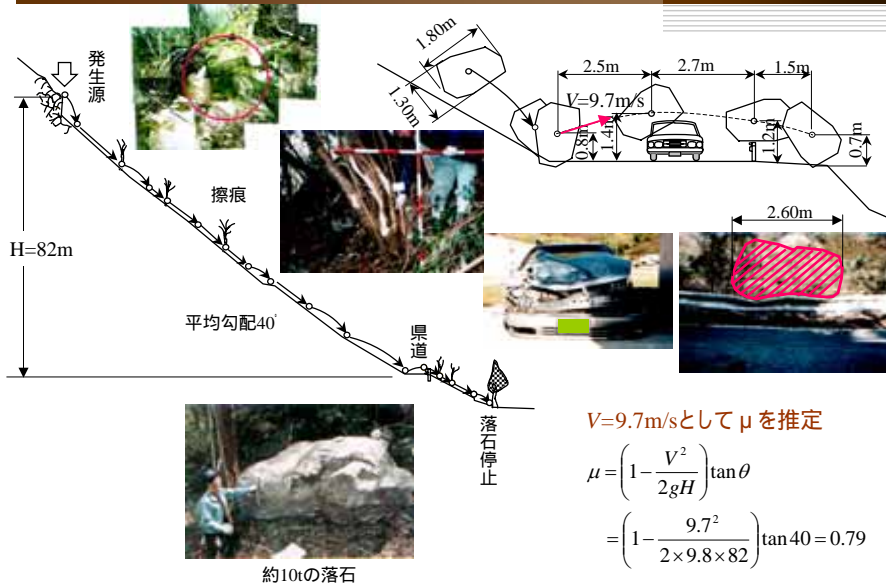 発生源
H=82m
擦痕
平均勾配40°
県道
落石停止
1.80m
1.30m
2.5m
2.7m
1.5m
V=9.7m/s
0.8m
1.4m
1.2m
0.7m
2.60m
約10tの落石
V=9.7m/sとしてμを推定
μ = (1 − V² / 2gH) tanθ
= (1 − 9.7² / 2×9.8×82) tan 40 = 0.79